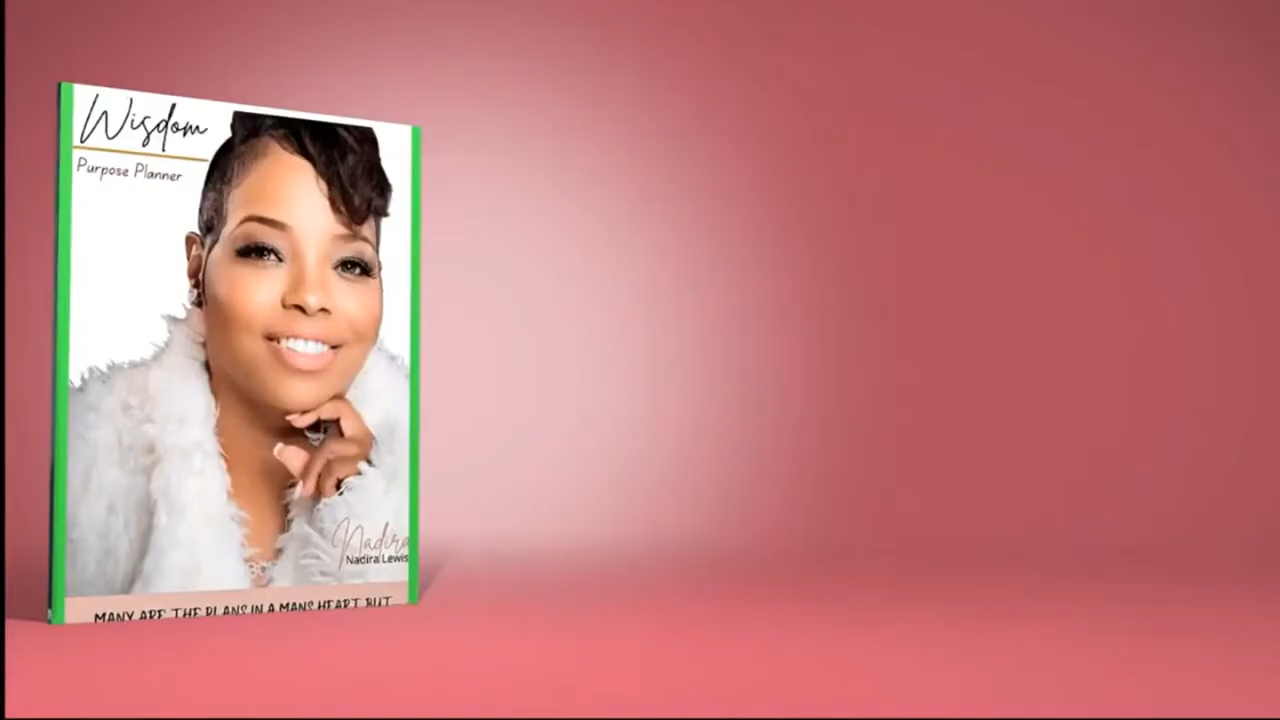 Wisdom
Purpose Planner
Nadira
Nadira Lewis
MANY ARE THE PLANS IN A MANS HEART BUT